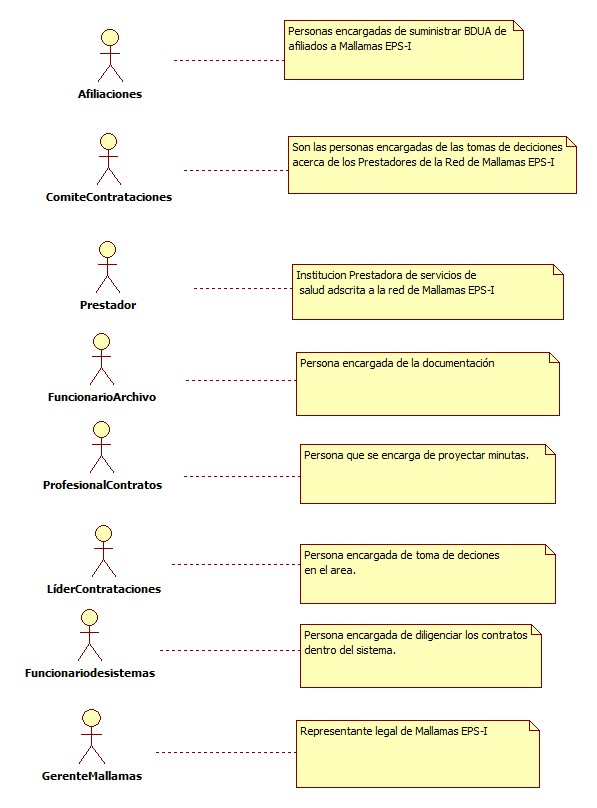 Personas encargadas de suministrar BDUA de
afiliados a Mallamas EPS-I
Afiliaciones
Son las personas encargadas de las tomas de deciciones
acerca de los Prestadores de la Red de Mallamas EPS-I
ComiteContrataciones
Institucion Prestadora de servicios de
salud adscrita a la red de Mallamas EPS-I
Prestador
Persona encargada de la documentación
FuncionarioArchivo
Persona que se encarga de proyectar minutas.
ProfesionalContratos
Persona encargada de toma de deciones
en el area.
LíderContrataciones
Persona encargada de diligenciar los contratos
dentro del sistema.
Funcionariodesistemas
Representante legal de Mallamas EPS-I
GerenteMallamas